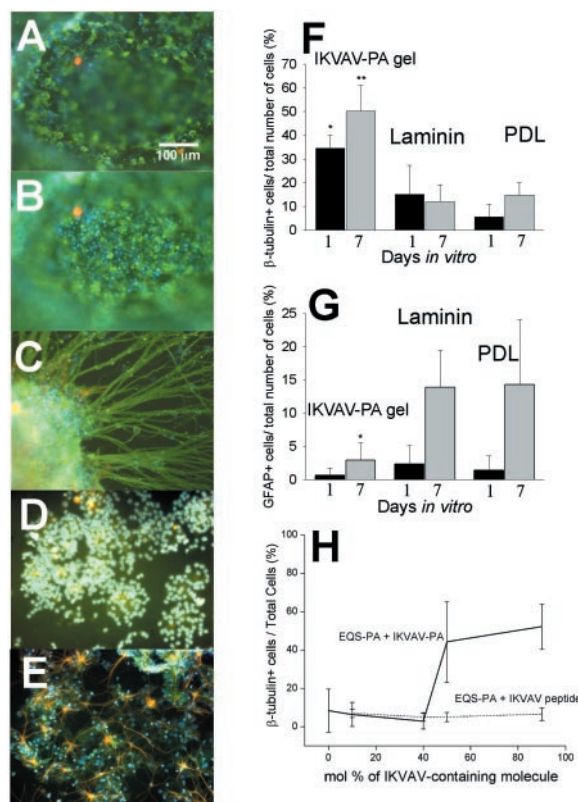 A
100 µm
B
C
D
E
F
IKVAV-PA gel
Laminin
PDL
*
**
β-tubulin+ cells/ total number of cells (%)
70
60
50
40
30
20
10
0
1 7 1 7 1 7
Days in vitro
G
Laminin
PDL
IKVAV-PA gel
*
GFAP+ cells/ total number of cells (%)
25
20
15
10
5
0
1 7 1 7 1 7
Days in vitro
H
β-tubulin+ cells / Total Cells (%)
100
80
60
40
20
0
EQS-PA + IKVAV-PA
EQS-PA + IKVAV peptide
0 20 40 60 80 100
mol % of IKVAV-containing molecule